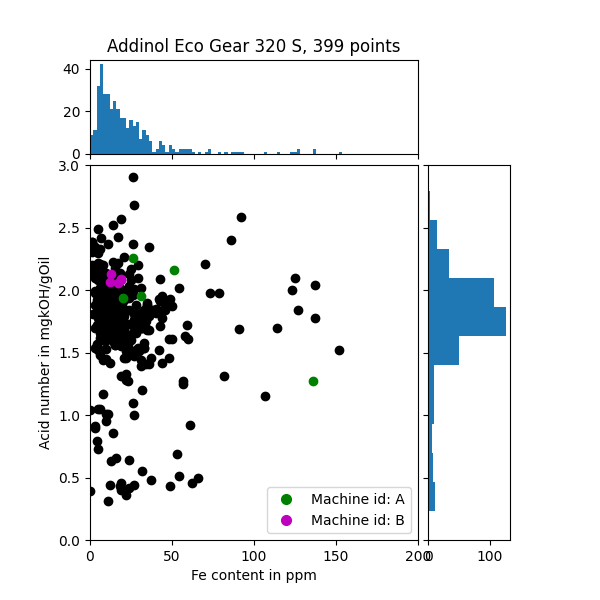 Addinol Eco Gear 320 S, 399 points
40
20
0
3.0
2.5
2.0
1.5
1.0
0.5
0.0
Acid number in mgkOH/gOil
Machine id: A
Machine id: B
0 50 100 150 200 0 100
Fe content in ppm